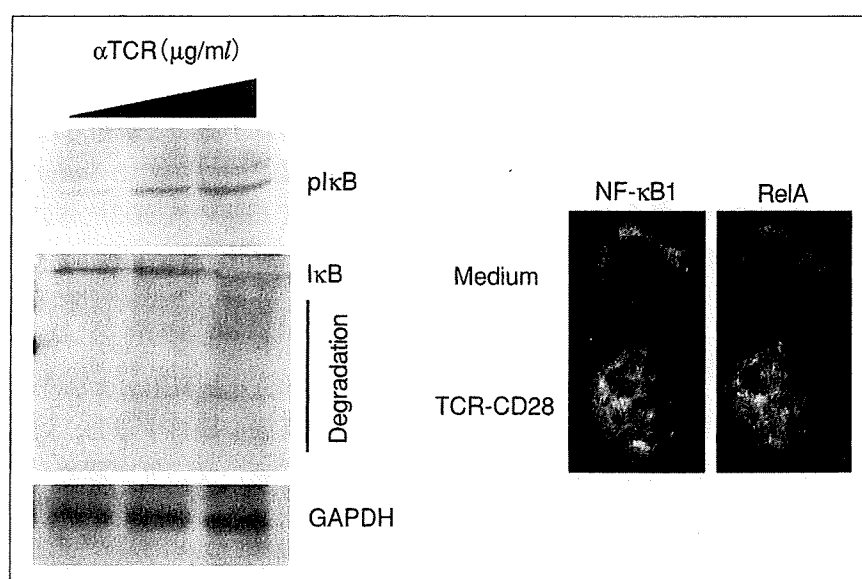 αTCR(μg/ml)
pIκB
IκB
Degradation
GAPDH
NF-κB1
RelA
Medium
TCR-CD28